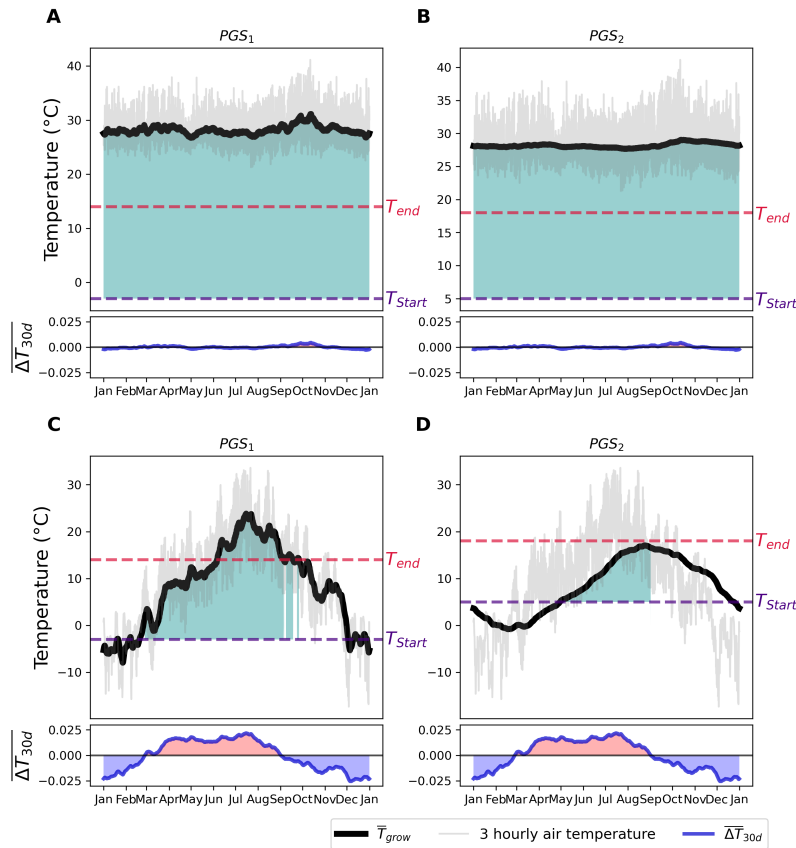 A
B
PGS1
PGS2
Temperature (°C)
40
30
20
10
0
Tend
TStart
40
35
30
25
20
15
10
5
Tend
TStart
ΔT30d
0.025
0.000
−0.025
Jan Feb Mar Apr May Jun Jul Aug Sep Oct Nov Dec Jan
0.025
0.000
−0.025
Jan Feb Mar Apr May Jun Jul Aug Sep Oct Nov Dec Jan
C
D
PGS1
PGS2
Temperature (°C)
30
20
10
0
−10
Tend
TStart
30
20
10
0
−10
Tend
TStart
ΔT30d
0.025
0.000
−0.025
Jan Feb Mar Apr May Jun Jul Aug Sep Oct Nov Dec Jan
0.025
0.000
−0.025
Jan Feb Mar Apr May Jun Jul Aug Sep Oct Nov Dec Jan
Tgrow 3 hourly air temperature ΔT30d